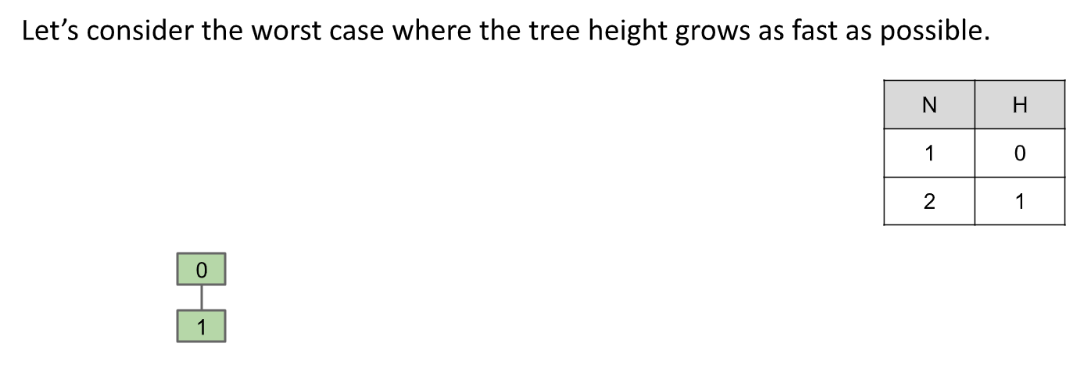 Let’s consider the worst case where the tree height grows as fast as possible.
N H
1 0
2 1
0
1